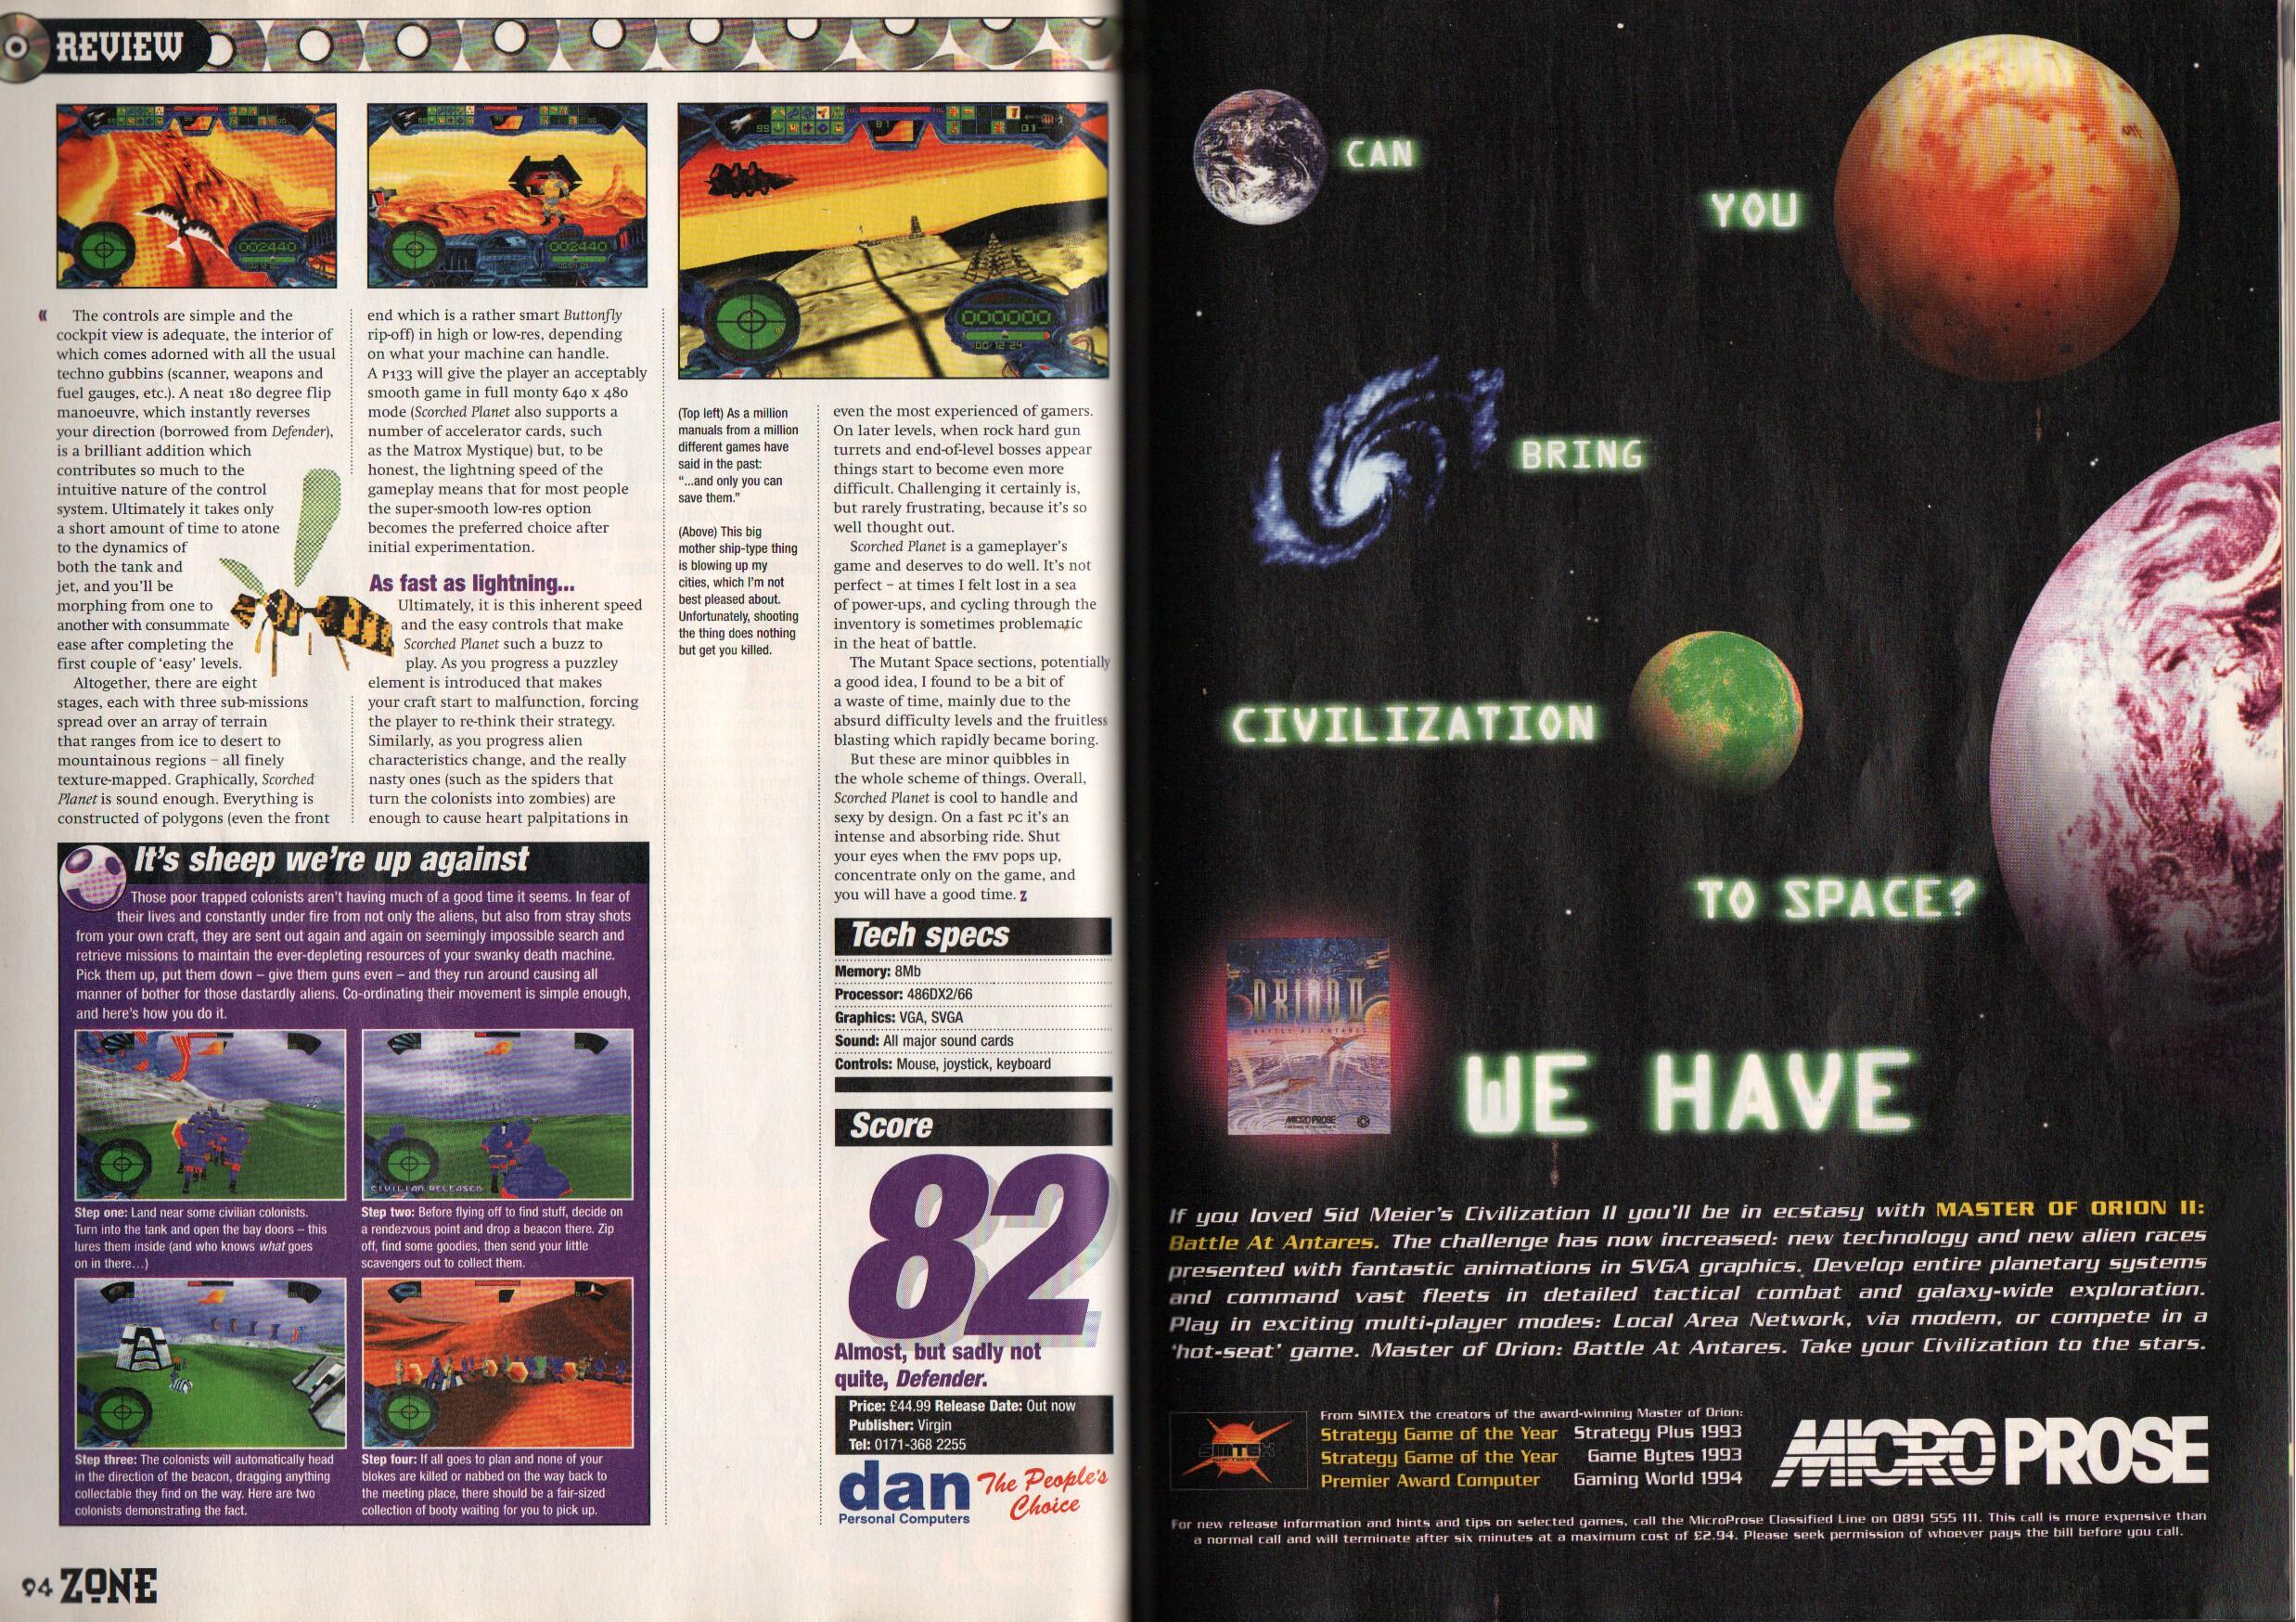 REVIEW
The controls are simple and the
cockpit view is adequate, the interior of
which comes adorned with all the usual
techno gubbins (scanner, weapons and
fuel gauges, etc.). A neat 180 degree flip
manoeuvre, which instantly reverses
your direction (borrowed from Defender),
is a brilliant addition which
contributes so much to the
intuitive nature of the control
system. Ultimately it takes only
a short amount of time to atone
to the dynamics of
both the tank and
jet, and you'll be
morphing from one to
another with consummate
ease after completing the
first couple of 'easy' levels.
Altogether, there are eight
stages, each with three sub-missions
spread over an array of terrain
that ranges from ice to desert to
mountainous regions – all finely
texture-mapped. Graphically, Scorched
Planet is sound enough. Everything is
constructed of polygons (even the front
end which is a rather smart Buttonfly
rip-off) in high or low-res, depending
on what your machine can handle.
A P133 will give the player an acceptably
smooth game in full monty 640 x 480
mode (Scorched Planet also supports a
number of accelerator cards, such
as the Matrox Mystique) but, to be
honest, the lightning speed of the
gameplay means that for most people
the super-smooth low-res option
becomes the preferred choice after
initial experimentation.
As fast as lightning...
Ultimately, it is this inherent speed
and the easy controls that make
Scorched Planet such a buzz to
play. As you progress a puzzley
element is introduced that makes
your craft start to malfunction, forcing
the player to re-think their strategy.
Similarly, as you progress alien
characteristics change, and the really
nasty ones (such as the spiders that
turn the colonists into zombies) are
enough to cause heart palpitations in
(Top left) As a million
manuals from a million
different games have
said in the past:
"...and only you can
save them."
(Above) This big
mother ship-type thing
is blowing up my
cities, which I'm not
best pleased about.
Unfortunately, shooting
the thing does nothing
but get you killed.
even the most experienced of gamers.
On later levels, when rock hard gun
turrets and end-of-level bosses appear
things start to become even more
difficult. Challenging it certainly is,
but rarely frustrating, because it's so
well thought out.
Scorched Planet is a gameplayer's
game and deserves to do well. It's not
perfect – at times I felt lost in a sea
of power-ups, and cycling through the
inventory is sometimes problematic
in the heat of battle.
The Mutant Space sections, potentially
a good idea, I found to be a bit of
a waste of time, mainly due to the
absurd difficulty levels and the fruitless
blasting which rapidly became boring.
But these are minor quibbles in
the whole scheme of things. Overall,
Scorched Planet is cool to handle and
sexy by design. On a fast PC it's an
intense and absorbing ride. Shut
your eyes when the FMV pops up,
concentrate only on the game, and
you will have a good time. Z
It's sheep we're up against
Those poor trapped colonists aren't having much of a good time it seems. In fear of
their lives and constantly under fire from not only the aliens, but also from stray shots
from your own craft, they are sent out again and again on seemingly impossible search and
retrieve missions to maintain the ever-depleting resources of your swanky death machine.
Pick them up, put them down – give them guns even – and they run around causing all
manner of bother for those dastardly aliens. Co-ordinating their movement is simple enough,
and here's how you do it.
CIVILIAN RELEASED
Step one: Land near some civilian colonists.
Turn into the tank and open the bay doors – this
lures them inside (and who knows what goes
on in there...)
Step two: Before flying off to find stuff, decide on
a rendezvous point and drop a beacon there. Zip
off, find some goodies, then send your little
scavengers out to collect them.
Step three: The colonists will automatically head
in the direction of the beacon, dragging anything
collectable they find on the way. Here are two
colonists demonstrating the fact.
Step four: If all goes to plan and none of your
blokes are killed or nabbed on the way back to
the meeting place, there should be a fair-sized
collection of booty waiting for you to pick up.
Tech specs
Memory: 8Mb
Processor: 486DX2/66
Graphics: VGA, SVGA
Sound: All major sound cards
Controls: Mouse, joystick, keyboard
Score
82
Almost, but sadly not
quite, Defender.
Price: £44.99 Release Date: Out now
Publisher: Virgin
Tel: 0171-368 2255
dan The People's
Choice
Personal Computers
94 ZONE
002440
002440
000000
00 12 24
CAN
YOU
BRING
CIVILIZATION
TO SPACE?
ORION II
BATTLE AT ANTARES
MICROPROSE
WE HAVE
If you loved Sid Meier's Civilization II you'll be in ecstasy with MASTER OF ORION II:
Battle At Antares. The challenge has now increased: new technology and new alien races
presented with fantastic animations in SVGA graphics. Develop entire planetary systems
and command vast fleets in detailed tactical combat and galaxy-wide exploration.
Play in exciting multi-player modes: Local Area Network, via modem, or compete in a
'hot-seat' game. Master of Orion: Battle At Antares. Take your Civilization to the stars.
SIMTEX
From SIMTEX the creators of the award-winning Master of Orion:
Strategy Game of the Year Strategy Plus 1993
Strategy Game of the Year Game Bytes 1993
Premier Award Computer Gaming World 1994
MICROPROSE
For new release information and hints and tips on selected games, call the MicroProse Classified Line on 0891 555 111. This call is more expensive than
a normal call and will terminate after six minutes at a maximum cost of £2.94. Please seek permission of whoever pays the bill before you call.